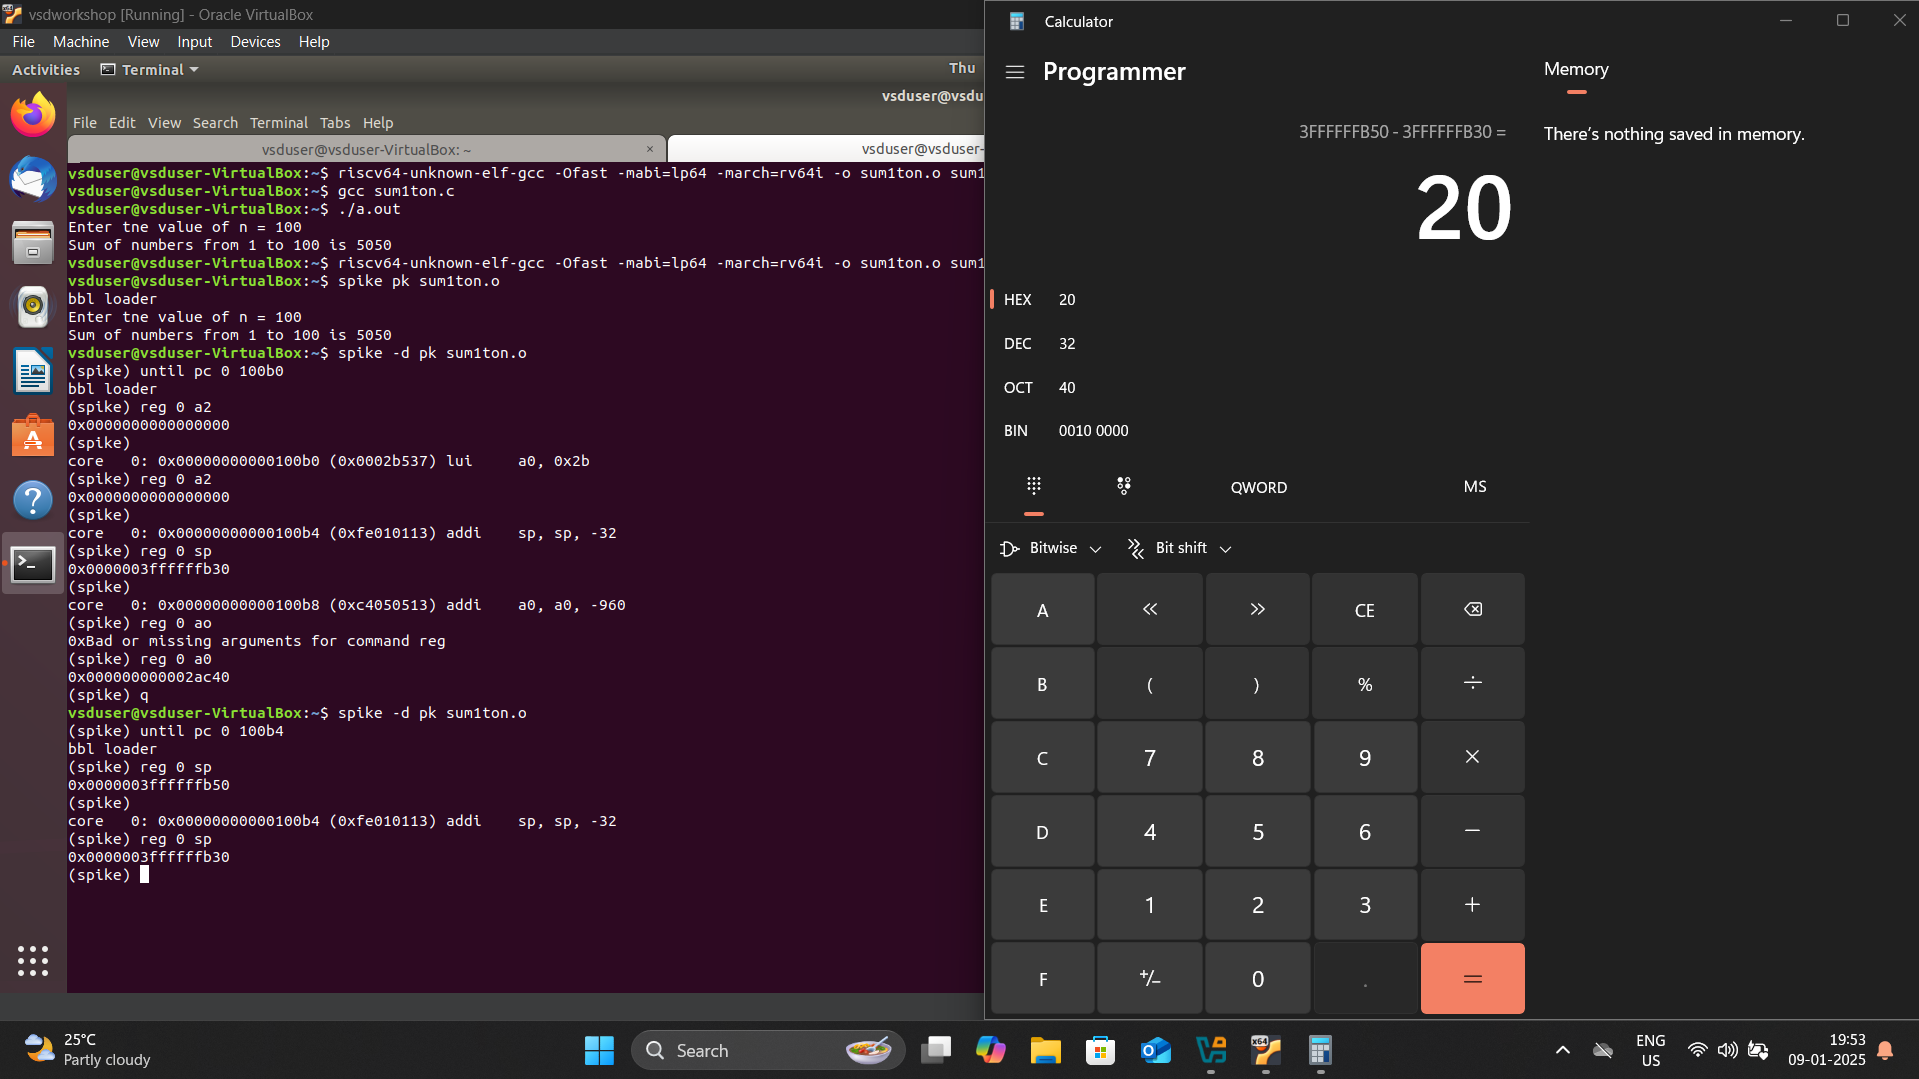 vsdworkshop [Running] - Oracle VirtualBox
File Machine View Input Devices Help
Activities Terminal Thu
vsduser@vsdu
File Edit View Search Terminal Tabs Help
vsduser@vsduser-VirtualBox: ~ × vsduser@vsduser-
vsduser@vsduser-VirtualBox:~$ riscv64-unknown-elf-gcc -Ofast -mabi=lp64 -march=rv64i -o sum1ton.o sum1
vsduser@vsduser-VirtualBox:~$ gcc sum1ton.c
vsduser@vsduser-VirtualBox:~$ ./a.out
Enter tne value of n = 100
Sum of numbers from 1 to 100 is 5050
vsduser@vsduser-VirtualBox:~$ riscv64-unknown-elf-gcc -Ofast -mabi=lp64 -march=rv64i -o sum1ton.o sum1
vsduser@vsduser-VirtualBox:~$ spike pk sum1ton.o
bbl loader
Enter tne value of n = 100
Sum of numbers from 1 to 100 is 5050
vsduser@vsduser-VirtualBox:~$ spike -d pk sum1ton.o
(spike) until pc 0 100b0
bbl loader
(spike) reg 0 a2
0x0000000000000000
(spike)
core   0: 0x00000000000100b0 (0x0002b537) lui     a0, 0x2b
(spike) reg 0 a2
0x0000000000000000
(spike)
core   0: 0x00000000000100b4 (0xfe010113) addi    sp, sp, -32
(spike) reg 0 sp
0x0000003ffffffb30
(spike)
core   0: 0x00000000000100b8 (0xc4050513) addi    a0, a0, -960
(spike) reg 0 ao
0xBad or missing arguments for command reg
(spike) reg 0 a0
0x000000000002ac40
(spike) q
vsduser@vsduser-VirtualBox:~$ spike -d pk sum1ton.o
(spike) until pc 0 100b4
bbl loader
(spike) reg 0 sp
0x0000003ffffffb50
(spike)
core   0: 0x00000000000100b4 (0xfe010113) addi    sp, sp, -32
(spike) reg 0 sp
0x0000003ffffffb30
(spike)
Calculator
Programmer
Memory
There's nothing saved in memory.
3FFFFFFB50 - 3FFFFFFB30 =
20
HEX 20
DEC 32
OCT 40
BIN 0010 0000
QWORD MS
Bitwise Bit shift
A << >> CE
B ( ) % ÷
C 7 8 9 ×
D 4 5 6 −
E 1 2 3 +
F +/− 0 . =
25°C
Partly cloudy
Search
ENG
US
19:53
09-01-2025